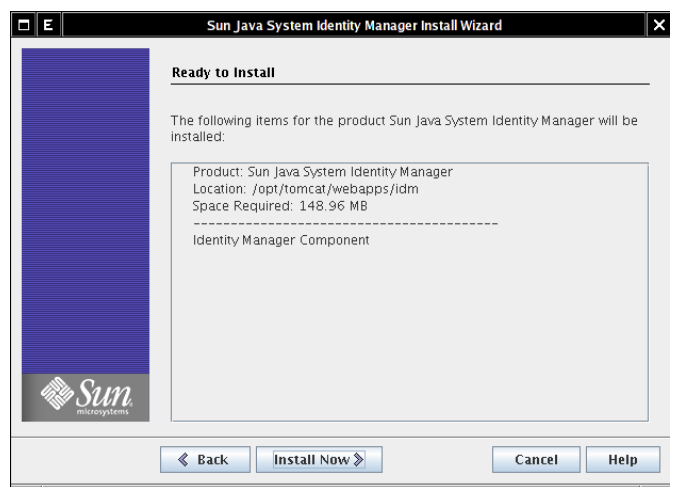 E
Sun Java System Identity Manager Install Wizard
Ready to Install
The following items for the product Sun Java System Identity Manager will be
installed:
Product: Sun Java System Identity Manager
Location: /opt/tomcat/webapps/idm
Space Required: 148.96 MB
-----------------------------------------
Identity Manager Component
Sun
microsystems
Back
Install Now
Cancel
Help